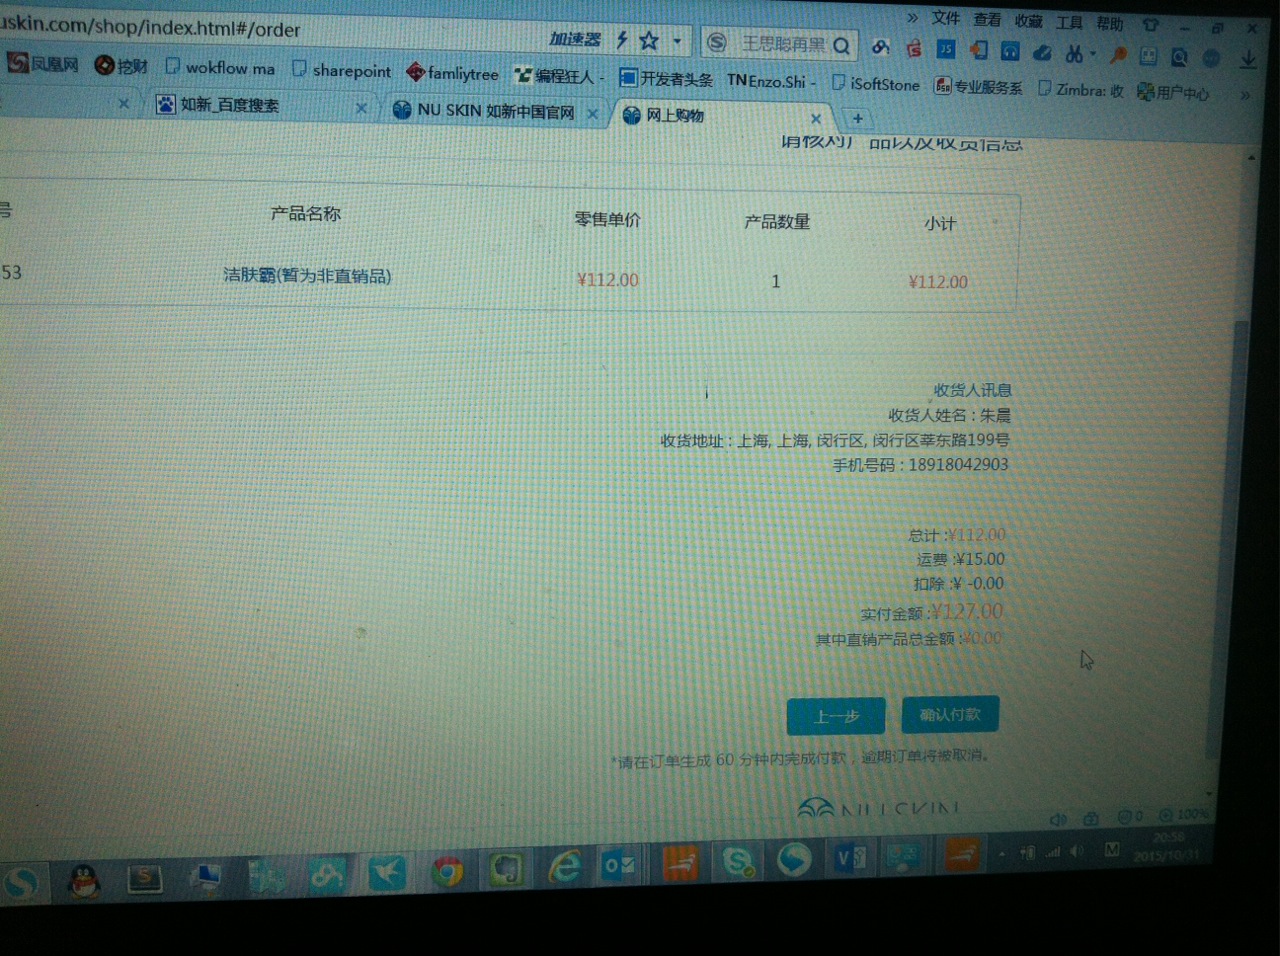 uskin.com/shop/index.html#/order
加速器
王思聪再黑
文件 查看 收藏 工具 帮助
凤凰网 挖财 wokflow ma sharepoint famliytree 编程狂人 - 开发者头条 TN Enzo.Shi - iSoftStone 专业服务系 Zimbra: 收 用户中心
如新_百度搜索 NU SKIN 如新中国官网 网上购物
请核对产品以及收货信息
号 产品名称 零售单价 产品数量 小计
53 洁肤霸(暂为非直销品) ¥112.00 1 ¥112.00
收货人讯息
收货人姓名 : 朱晨
收货地址 : 上海, 上海, 闵行区, 闵行区莘东路199号
手机号码 : 18918042903
总计 :¥112.00
运费 :¥15.00
扣除 :¥ -0.00
实付金额 :¥127.00
其中直销产品总金额 :¥0.00
上一步 确认付款
*请在订单生成 60 分钟内完成付款，逾期订单将被取消。
NU SKIN
0 100%
20:56
2015/10/31